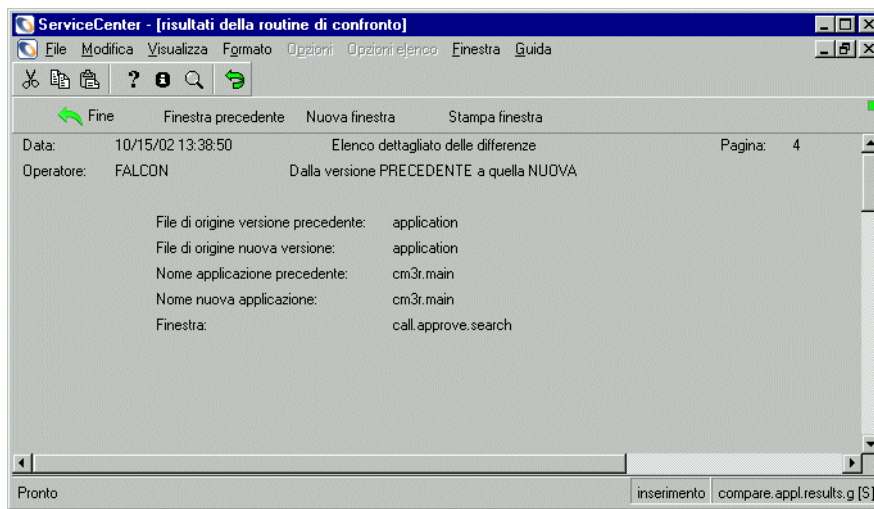 ServiceCenter - [risultati della routine di confronto]
File Modifica Visualizza Formato Opzioni Opzioni elenco Finestra Guida
Fine Finestra precedente Nuova finestra Stampa finestra
Data: 10/15/02 13:38:50 Elenco dettagliato delle differenze Pagina: 4
Operatore: FALCON Dalla versione PRECEDENTE a quella NUOVA
File di origine versione precedente: application
File di origine nuova versione: application
Nome applicazione precedente: cm3r.main
Nome nuova applicazione: cm3r.main
Finestra: call.approve.search
Pronto inserimento compare.appl.results.g [S]